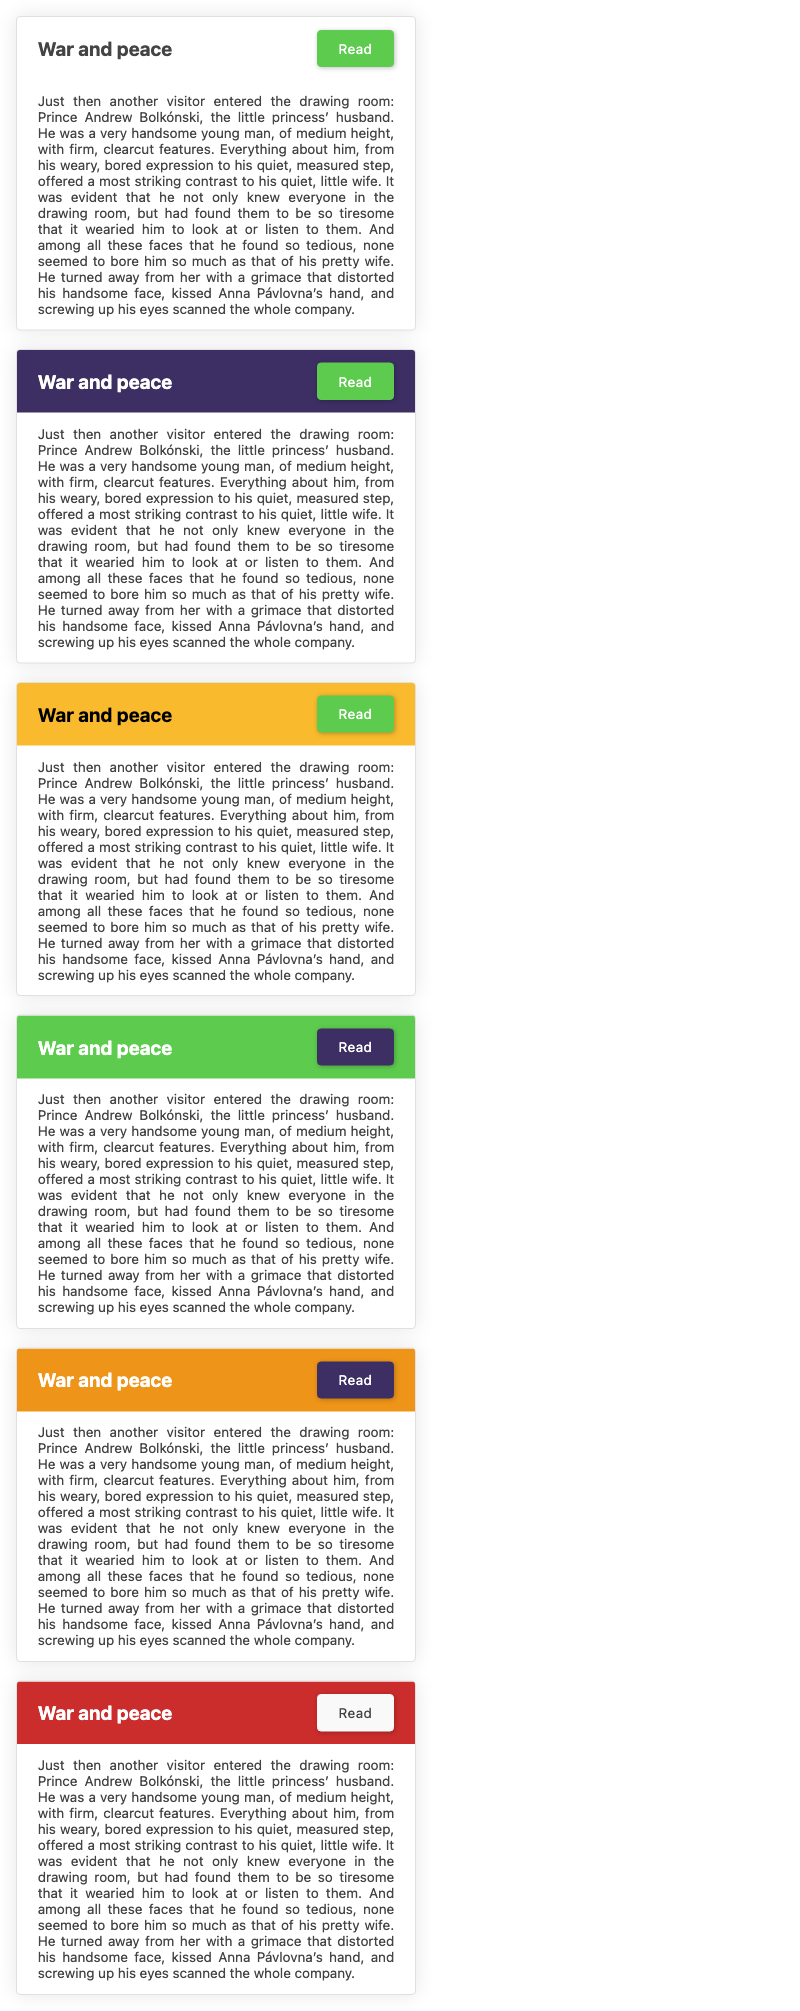 War and peace
Read
Just then another visitor entered the drawing room:
Prince Andrew Bolkónski, the little princess’ husband.
He was a very handsome young man, of medium height,
with firm, clearcut features. Everything about him, from
his weary, bored expression to his quiet, measured step,
offered a most striking contrast to his quiet, little wife. It
was evident that he not only knew everyone in the
drawing room, but had found them to be so tiresome
that it wearied him to look at or listen to them. And
among all these faces that he found so tedious, none
seemed to bore him so much as that of his pretty wife.
He turned away from her with a grimace that distorted
his handsome face, kissed Anna Pávlovna’s hand, and
screwing up his eyes scanned the whole company.
War and peace
Read
Just then another visitor entered the drawing room:
Prince Andrew Bolkónski, the little princess’ husband.
He was a very handsome young man, of medium height,
with firm, clearcut features. Everything about him, from
his weary, bored expression to his quiet, measured step,
offered a most striking contrast to his quiet, little wife. It
was evident that he not only knew everyone in the
drawing room, but had found them to be so tiresome
that it wearied him to look at or listen to them. And
among all these faces that he found so tedious, none
seemed to bore him so much as that of his pretty wife.
He turned away from her with a grimace that distorted
his handsome face, kissed Anna Pávlovna’s hand, and
screwing up his eyes scanned the whole company.
War and peace
Read
Just then another visitor entered the drawing room:
Prince Andrew Bolkónski, the little princess’ husband.
He was a very handsome young man, of medium height,
with firm, clearcut features. Everything about him, from
his weary, bored expression to his quiet, measured step,
offered a most striking contrast to his quiet, little wife. It
was evident that he not only knew everyone in the
drawing room, but had found them to be so tiresome
that it wearied him to look at or listen to them. And
among all these faces that he found so tedious, none
seemed to bore him so much as that of his pretty wife.
He turned away from her with a grimace that distorted
his handsome face, kissed Anna Pávlovna’s hand, and
screwing up his eyes scanned the whole company.
War and peace
Read
Just then another visitor entered the drawing room:
Prince Andrew Bolkónski, the little princess’ husband.
He was a very handsome young man, of medium height,
with firm, clearcut features. Everything about him, from
his weary, bored expression to his quiet, measured step,
offered a most striking contrast to his quiet, little wife. It
was evident that he not only knew everyone in the
drawing room, but had found them to be so tiresome
that it wearied him to look at or listen to them. And
among all these faces that he found so tedious, none
seemed to bore him so much as that of his pretty wife.
He turned away from her with a grimace that distorted
his handsome face, kissed Anna Pávlovna’s hand, and
screwing up his eyes scanned the whole company.
War and peace
Read
Just then another visitor entered the drawing room:
Prince Andrew Bolkónski, the little princess’ husband.
He was a very handsome young man, of medium height,
with firm, clearcut features. Everything about him, from
his weary, bored expression to his quiet, measured step,
offered a most striking contrast to his quiet, little wife. It
was evident that he not only knew everyone in the
drawing room, but had found them to be so tiresome
that it wearied him to look at or listen to them. And
among all these faces that he found so tedious, none
seemed to bore him so much as that of his pretty wife.
He turned away from her with a grimace that distorted
his handsome face, kissed Anna Pávlovna’s hand, and
screwing up his eyes scanned the whole company.
War and peace
Read
Just then another visitor entered the drawing room:
Prince Andrew Bolkónski, the little princess’ husband.
He was a very handsome young man, of medium height,
with firm, clearcut features. Everything about him, from
his weary, bored expression to his quiet, measured step,
offered a most striking contrast to his quiet, little wife. It
was evident that he not only knew everyone in the
drawing room, but had found them to be so tiresome
that it wearied him to look at or listen to them. And
among all these faces that he found so tedious, none
seemed to bore him so much as that of his pretty wife.
He turned away from her with a grimace that distorted
his handsome face, kissed Anna Pávlovna’s hand, and
screwing up his eyes scanned the whole company.